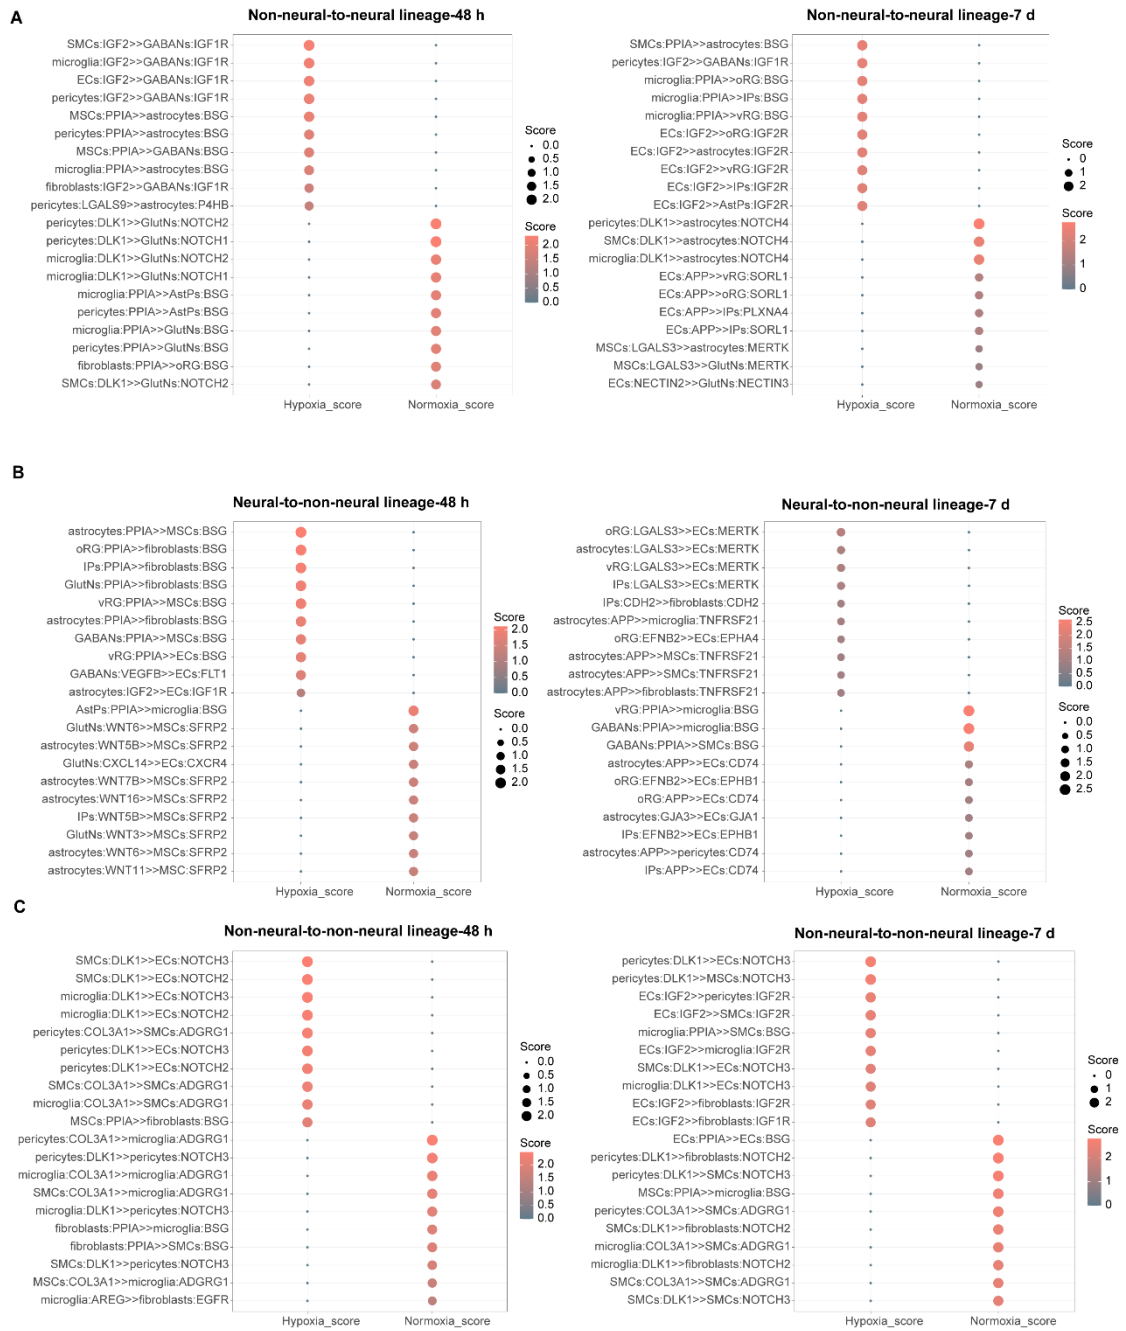 A
Non-neural-to-neural lineage-48 h
SMCs:IGF2>>GABANs:IGF1R
microglia:IGF2>>GABANs:IGF1R
ECs:IGF2>>GABANs:IGF1R
pericytes:IGF2>>GABANs:IGF1R
MSCs:PPIA>>astrocytes:BSG
pericytes:PPIA>>astrocytes:BSG
MSCs:PPIA>>GABANs:BSG
microglia:PPIA>>astrocytes:BSG
fibroblasts:IGF2>>GABANs:IGF1R
pericytes:LGALS9>>astrocytes:P4HB
pericytes:DLK1>>GlutNs:NOTCH2
pericytes:DLK1>>GlutNs:NOTCH1
microglia:DLK1>>GlutNs:NOTCH2
microglia:DLK1>>GlutNs:NOTCH1
microglia:PPIA>>AstPs:BSG
pericytes:PPIA>>AstPs:BSG
microglia:PPIA>>GlutNs:BSG
pericytes:PPIA>>GlutNs:BSG
fibroblasts:PPIA>>oRG:BSG
SMCs:DLK1>>GlutNs:NOTCH2
Hypoxia_score
Normoxia_score
Score
0.0
0.5
1.0
1.5
2.0
Score
2.0
1.5
1.0
0.5
0.0
Non-neural-to-neural lineage-7 d
SMCs:PPIA>>astrocytes:BSG
pericytes:IGF2>>GABANs:IGF1R
microglia:PPIA>>oRG:BSG
microglia:PPIA>>IPs:BSG
microglia:PPIA>>vRG:BSG
ECs:IGF2>>oRG:IGF2R
ECs:IGF2>>astrocytes:IGF2R
ECs:IGF2>>vRG:IGF2R
ECs:IGF2>>IPs:IGF2R
ECs:IGF2>>AstPs:IGF2R
pericytes:DLK1>>astrocytes:NOTCH4
SMCs:DLK1>>astrocytes:NOTCH4
microglia:DLK1>>astrocytes:NOTCH4
ECs:APP>>vRG:SORL1
ECs:APP>>oRG:SORL1
ECs:APP>>IPs:PLXNA4
ECs:APP>>IPs:SORL1
MSCs:LGALS3>>astrocytes:MERTK
MSCs:LGALS3>>GlutNs:MERTK
ECs:NECTIN2>>GlutNs:NECTIN3
Hypoxia_score
Normoxia_score
Score
0
1
2
Score
2
1
0
B
Neural-to-non-neural lineage-48 h
astrocytes:PPIA>>MSCs:BSG
oRG:PPIA>>fibroblasts:BSG
IPs:PPIA>>fibroblasts:BSG
GlutNs:PPIA>>fibroblasts:BSG
vRG:PPIA>>MSCs:BSG
astrocytes:PPIA>>fibroblasts:BSG
GABANs:PPIA>>MSCs:BSG
vRG:PPIA>>ECs:BSG
GABANs:VEGFB>>ECs:FLT1
astrocytes:IGF2>>ECs:IGF1R
AstPs:PPIA>>microglia:BSG
GlutNs:WNT6>>MSCs:SFRP2
astrocytes:WNT5B>>MSCs:SFRP2
GlutNs:CXCL14>>ECs:CXCR4
astrocytes:WNT7B>>MSCs:SFRP2
astrocytes:WNT16>>MSCs:SFRP2
IPs:WNT5B>>MSCs:SFRP2
GlutNs:WNT3>>MSCs:SFRP2
astrocytes:WNT6>>MSCs:SFRP2
astrocytes:WNT11>>MSC:SFRP2
Hypoxia_score
Normoxia_score
Score
2.0
1.5
1.0
0.5
0.0
Score
0.0
0.5
1.0
1.5
2.0
Neural-to-non-neural lineage-7 d
oRG:LGALS3>>ECs:MERTK
astrocytes:LGALS3>>ECs:MERTK
vRG:LGALS3>>ECs:MERTK
IPs:LGALS3>>ECs:MERTK
IPs:CDH2>>fibroblasts:CDH2
astrocytes:APP>>microglia:TNFRSF21
oRG:EFNB2>>ECs:EPHA4
astrocytes:APP>>MSCs:TNFRSF21
astrocytes:APP>>SMCs:TNFRSF21
astrocytes:APP>>fibroblasts:TNFRSF21
vRG:PPIA>>microglia:BSG
GABANs:PPIA>>microglia:BSG
GABANs:PPIA>>SMCs:BSG
astrocytes:APP>>ECs:CD74
oRG:EFNB2>>ECs:EPHB1
oRG:APP>>ECs:CD74
astrocytes:GJA3>>ECs:GJA1
IPs:EFNB2>>ECs:EPHB1
astrocytes:APP>>pericytes:CD74
IPs:APP>>ECs:CD74
Hypoxia_score
Normoxia_score
Score
2.5
2.0
1.5
1.0
0.5
0.0
Score
0.0
0.5
1.0
1.5
2.0
2.5
C
Non-neural-to-non-neural lineage-48 h
SMCs:DLK1>>ECs:NOTCH3
SMCs:DLK1>>ECs:NOTCH2
microglia:DLK1>>ECs:NOTCH3
microglia:DLK1>>ECs:NOTCH2
pericytes:COL3A1>>SMCs:ADGRG1
pericytes:DLK1>>ECs:NOTCH3
pericytes:DLK1>>ECs:NOTCH2
SMCs:COL3A1>>SMCs:ADGRG1
microglia:COL3A1>>SMCs:ADGRG1
MSCs:PPIA>>fibroblasts:BSG
pericytes:COL3A1>>microglia:ADGRG1
pericytes:DLK1>>pericytes:NOTCH3
microglia:COL3A1>>microglia:ADGRG1
SMCs:COL3A1>>microglia:ADGRG1
microglia:DLK1>>pericytes:NOTCH3
fibroblasts:PPIA>>microglia:BSG
fibroblasts:PPIA>>SMCs:BSG
SMCs:DLK1>>pericytes:NOTCH3
MSCs:COL3A1>>microglia:ADGRG1
microglia:AREG>>fibroblasts:EGFR
Hypoxia_score
Normoxia_score
Score
0.0
0.5
1.0
1.5
2.0
Score
2.0
1.5
1.0
0.5
0.0
Non-neural-to-non-neural lineage-7 d
pericytes:DLK1>>ECs:NOTCH3
pericytes:DLK1>>MSCs:NOTCH3
ECs:IGF2>>pericytes:IGF2R
ECs:IGF2>>SMCs:IGF2R
microglia:PPIA>>SMCs:BSG
ECs:IGF2>>microglia:IGF2R
SMCs:DLK1>>ECs:NOTCH3
microglia:DLK1>>ECs:NOTCH3
ECs:IGF2>>fibroblasts:IGF2R
ECs:IGF2>>fibroblasts:IGF1R
ECs:PPIA>>ECs:BSG
pericytes:DLK1>>fibroblasts:NOTCH2
pericytes:DLK1>>SMCs:NOTCH3
MSCs:PPIA>>microglia:BSG
pericytes:COL3A1>>SMCs:ADGRG1
SMCs:DLK1>>fibroblasts:NOTCH2
microglia:COL3A1>>SMCs:ADGRG1
microglia:DLK1>>fibroblasts:NOTCH2
SMCs:COL3A1>>SMCs:ADGRG1
SMCs:DLK1>>SMCs:NOTCH3
Hypoxia_score
Normoxia_score
Score
0
1
2
Score
2
1
0